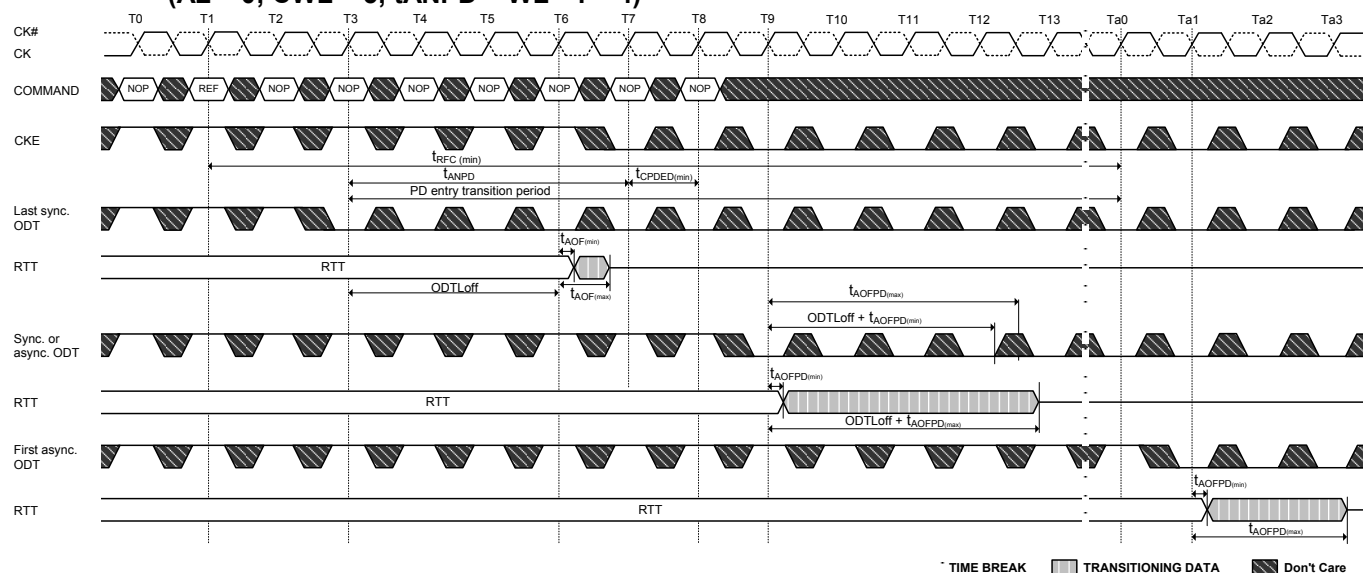 T0 T1 T2 T3 T4 T5 T6 T7 T8 T9 T10 T11 T12 T13 Ta0 Ta1 Ta2 Ta3
CK#
CK
COMMAND NOP REF NOP NOP NOP NOP NOP NOP NOP
CKE
tRFC (min)
tANPD tCPDED(min)
PD entry transition period
Last sync.
ODT
tAOF(min)
RTT RTT
ODTLoff tAOF(max)
tAOFPD(max)
ODTLoff + tAOFPD(min)
Sync. or
async. ODT
tAOFPD(min)
RTT RTT
ODTLoff + tAOFPD(max)
First async.
ODT
tAOFPD(min)
RTT RTT
tAOFPD(max)
TIME BREAK TRANSITIONING DATA Don't Care